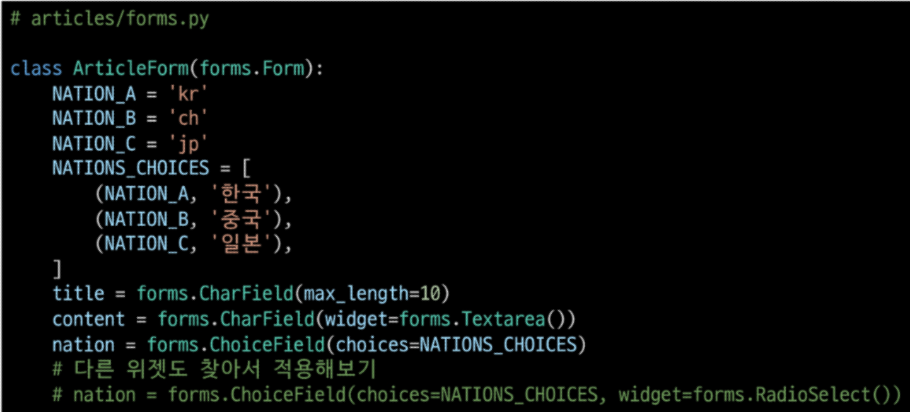 # articles/forms.py
class ArticleForm(forms.Form):
    NATION_A = 'kr'
    NATION_B = 'ch'
    NATION_C = 'jp'
    NATIONS_CHOICES = [
        (NATION_A, '한국'),
        (NATION_B, '중국'),
        (NATION_C, '일본'),
    ]
    title = forms.CharField(max_length=10)
    content = forms.CharField(widget=forms.Textarea())
    nation = forms.ChoiceField(choices=NATIONS_CHOICES)
    # 다른 위젯도 찾아서 적용해보기
    # nation = forms.ChoiceField(choices=NATIONS_CHOICES, widget=forms.RadioSelect())